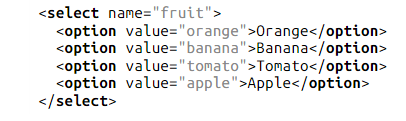 <select name="fruit">
  <option value="orange">Orange</option>
  <option value="banana">Banana</option>
  <option value="tomato">Tomato</option>
  <option value="apple">Apple</option>
</select>